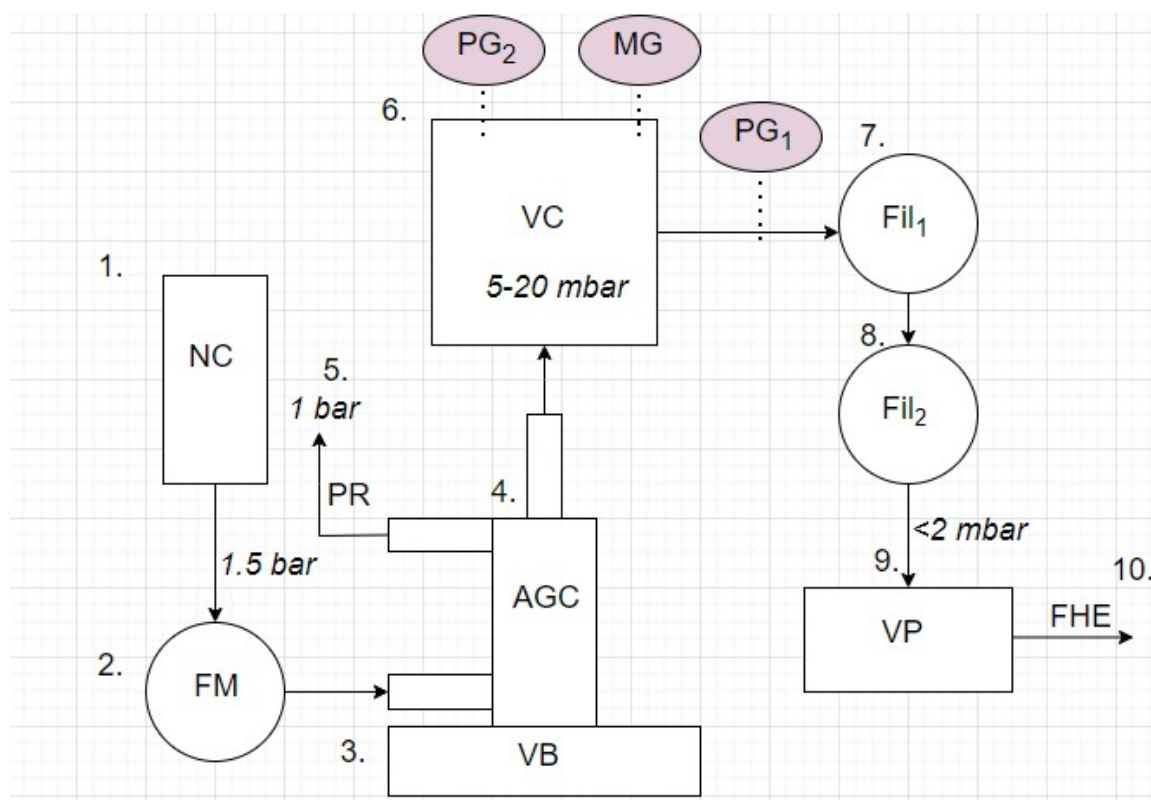 PG₂
MG
6.
PG₁
7.
VC
Fil₁
5-20 mbar
1.
NC
5.
1 bar
8.
Fil₂
PR
4.
1.5 bar
AGC
<2 mbar
9.
10.
FHE
VP
2.
FM
3.
VB